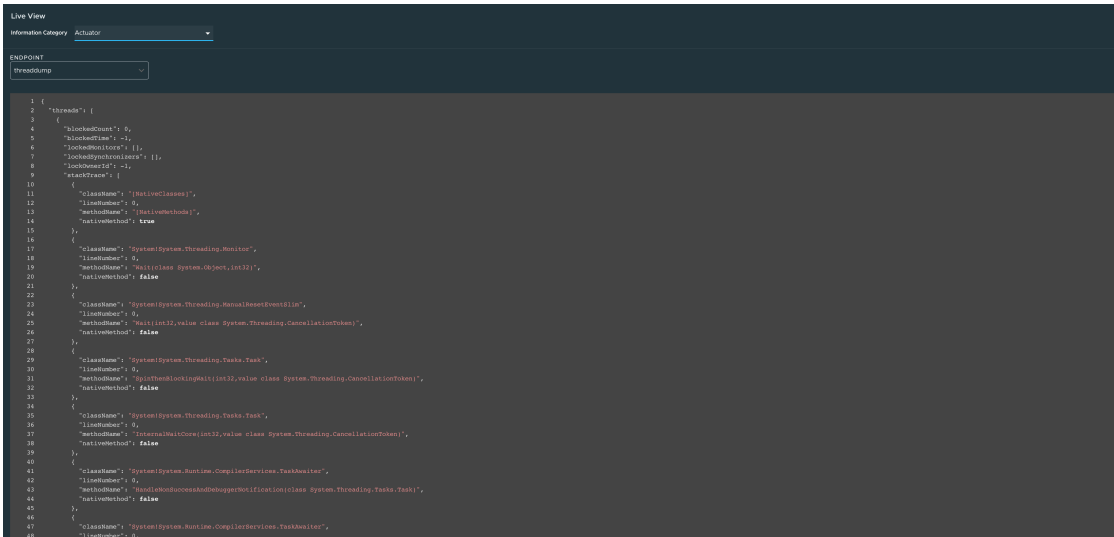 Live View
Information Category Actuator
ENDPOINT
threaddump
1 {
2 "threads": [
3 {
4 "blockedCount": 0,
5 "blockedTime": -1,
6 "lockedMonitors": [],
7 "lockedSynchronizers": [],
8 "lockOwnerId": -1,
9 "stackTrace": [
10 {
11 "className": "[NativeClasses]",
12 "lineNumber": 0,
13 "methodName": "[NativeMethods]",
14 "nativeMethod": true
15 },
16 {
17 "className": "System!System.Threading.Monitor",
18 "lineNumber": 0,
19 "methodName": "Wait(class System.Object,int32)",
20 "nativeMethod": false
21 },
22 {
23 "className": "System!System.Threading.ManualResetEventSlim",
24 "lineNumber": 0,
25 "methodName": "Wait(int32,value class System.Threading.CancellationToken)",
26 "nativeMethod": false
27 },
28 {
29 "className": "System!System.Threading.Tasks.Task",
30 "lineNumber": 0,
31 "methodName": "SpinThenBlockingWait(int32,value class System.Threading.CancellationToken)",
32 "nativeMethod": false
33 },
34 {
35 "className": "System!System.Threading.Tasks.Task",
36 "lineNumber": 0,
37 "methodName": "InternalWaitCore(int32,value class System.Threading.CancellationToken)",
38 "nativeMethod": false
39 },
40 {
41 "className": "System!System.Runtime.CompilerServices.TaskAwaiter",
42 "lineNumber": 0,
43 "methodName": "HandleNonSuccessAndDebuggerNotification(class System.Threading.Tasks.Task)",
44 "nativeMethod": false
45 },
46 {
47 "className": "System!System.Runtime.CompilerServices.TaskAwaiter",
48 "lineNumber": 0,